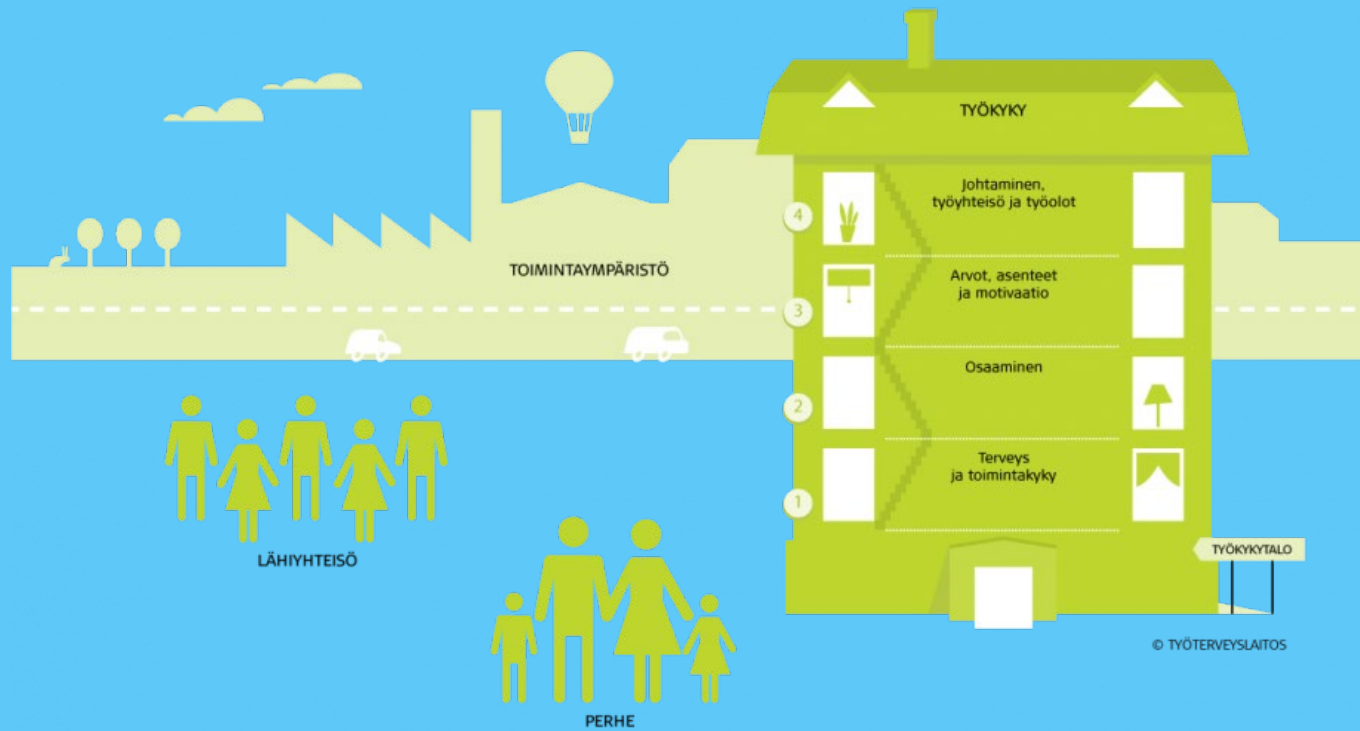 TYÖKYKY
4
Johtaminen,
työyhteisö ja työolot
TOIMINTAYMPÄRISTÖ
3
Arvot, asenteet
ja motivaatio
2
Osaaminen
1
Terveys
ja toimintakyky
LÄHIYHTEISÖ
TYÖKYKYTALO
© TYÖTERVEYSLAITOS
PERHE